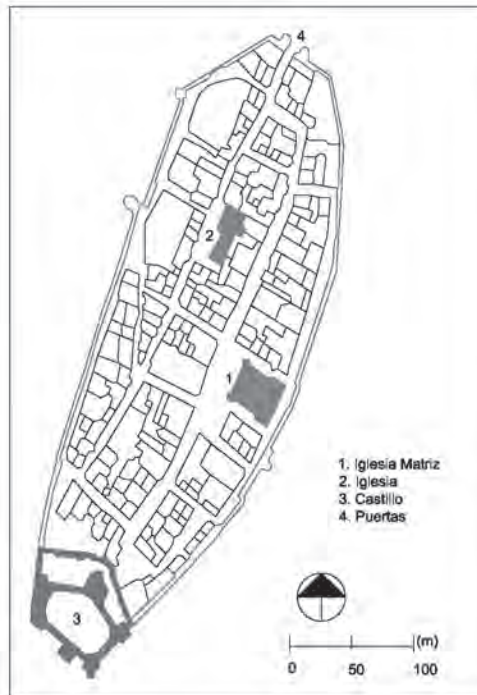 4
2
1
1. Iglesia Matriz
2. Iglesia
3. Castillo
4. Puertas
3
(m)
0 50 100